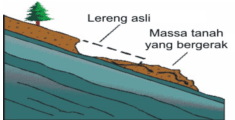 Lereng asli
Massa tanah
yang bergerak